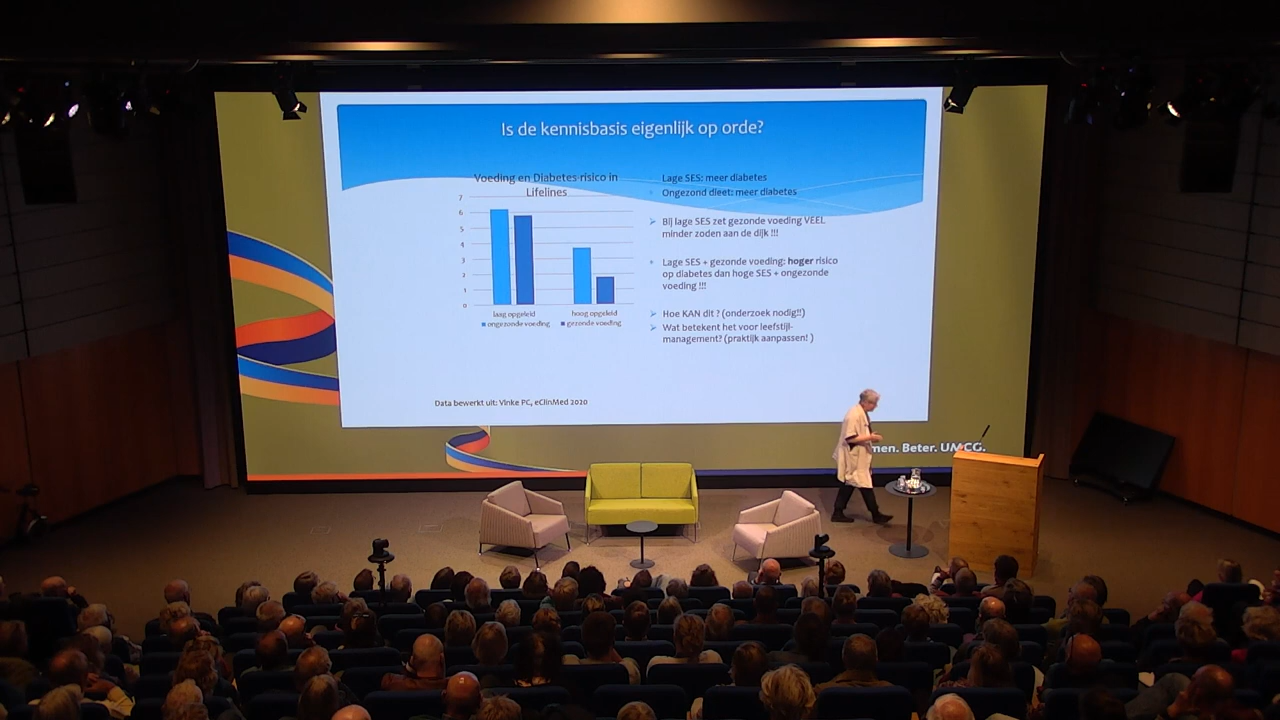 Is de kennisbasis eigenlijk op orde?
Voeding en Diabetes risico in
Lifelines
7
6
5
4
3
2
1
0
laag opgeleid
hoog opgeleid
ongezonde voeding
gezonde voeding
Lage SES: meer diabetes
Ongezond dieet: meer diabetes
Bij lage SES zet gezonde voeding VEEL
minder zoden aan de dijk !!!
Lage SES + gezonde voeding: hoger risico
op diabetes dan hoge SES + ongezonde
voeding !!!
Hoe KAN dit ? (onderzoek nodig!!)
Wat betekent het voor leefstijl-
management? (praktijk aanpassen! )
Data bewerkt uit: Vinke PC, eClinMed 2020
men. Beter. UMCG.